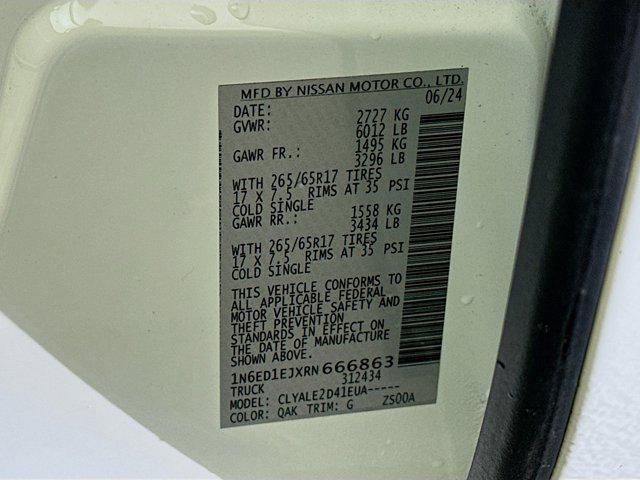 MFD BY NISSAN MOTOR CO., LTD.
DATE: 06/24
GVWR: 2727 KG
6012 LB
GAWR FR.: 1495 KG
3296 LB
WITH 265/65R17 TIRES
17 X 7.5 RIMS AT 35 PSI
COLD SINGLE
GAWR RR.: 1558 KG
3434 LB
WITH 265/65R17 TIRES
17 X 7.5 RIMS AT 35 PSI
COLD SINGLE
THIS VEHICLE CONFORMS TO
ALL APPLICABLE FEDERAL
MOTOR VEHICLE SAFETY AND
THEFT PREVENTION
STANDARDS IN EFFECT ON
THE DATE OF MANUFACTURE
SHOWN ABOVE.
1N6ED1EJXRN666863
TRUCK 312434
MODEL: CLYALE2D41EUA-----
COLOR: QAK TRIM: G ZS00A